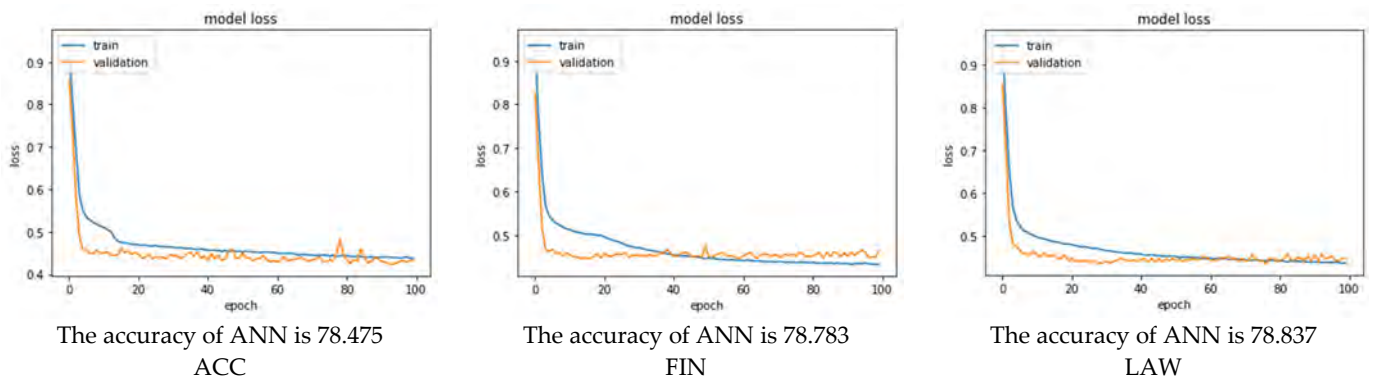 model loss
train
validation
0.9
0.8
0.7
0.6
0.5
0.4
loss
0 20 40 60 80 100
epoch
The accuracy of ANN is 78.475
ACC
model loss
train
validation
0.9
0.8
0.7
0.6
0.5
loss
0 20 40 60 80 100
epoch
The accuracy of ANN is 78.783
FIN
model loss
train
validation
0.9
0.8
0.7
0.6
0.5
loss
0 20 40 60 80 100
epoch
The accuracy of ANN is 78.837
LAW